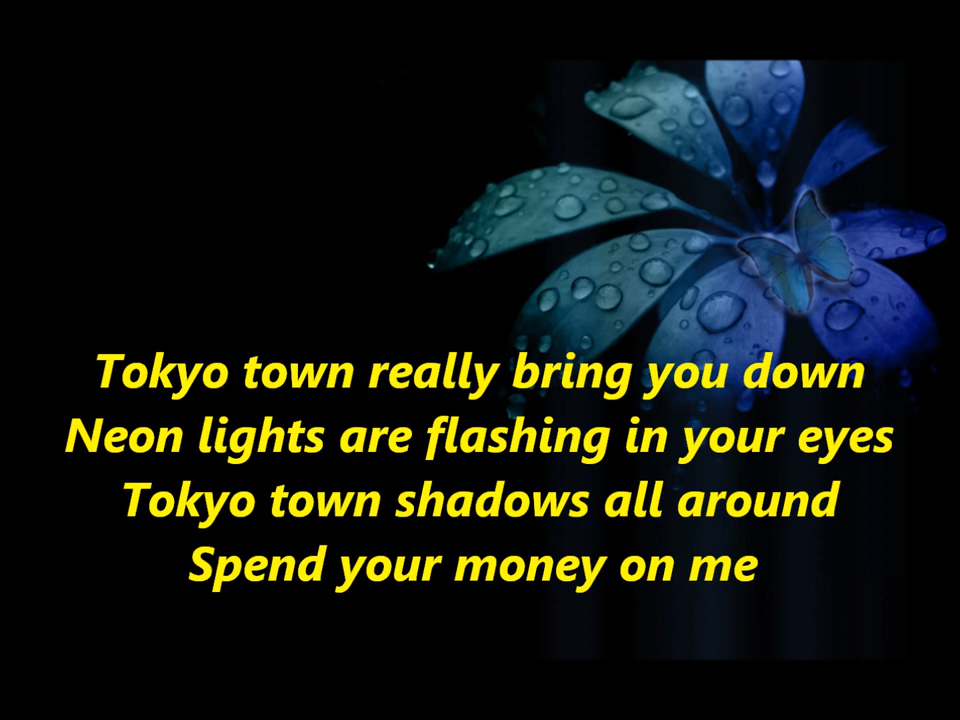 Tokyo town really bring you down
Neon lights are flashing in your eyes
Tokyo town shadows all around
Spend your money on me